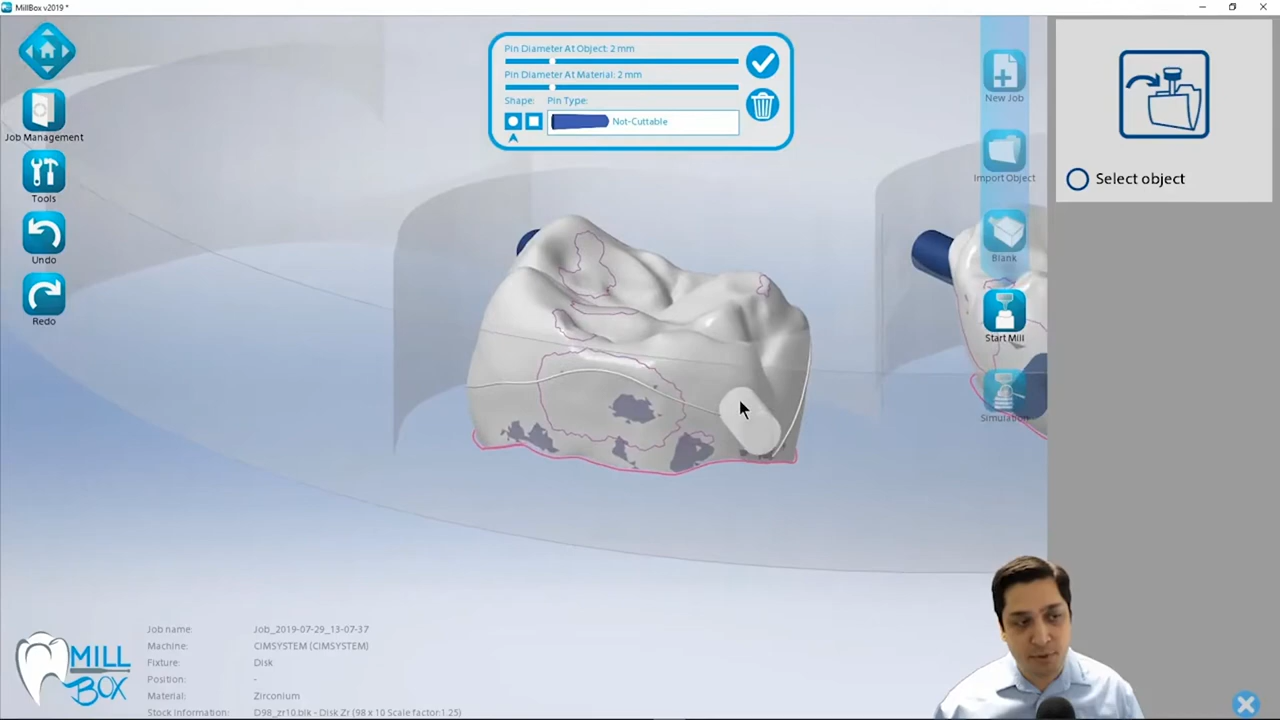 MillBox v2019 *
Job Management
Tools
Undo
Redo
Pin Diameter At Object: 2 mm
Pin Diameter At Material: 2 mm
Shape: Pin Type:
Not-Cuttable
New Job
Import Object
Blank
Start Mill
Simulation
Select object
MILL
BOX
Job name: Job_2019-07-29_13-07-37
Machine: CIMSYSTEM (CIMSYSTEM)
Fixture: Disk
Position: -
Material: Zirconium
Stock information: D98_zr10.blk - Disk Zr (98 x 10 Scale factor:1.25)